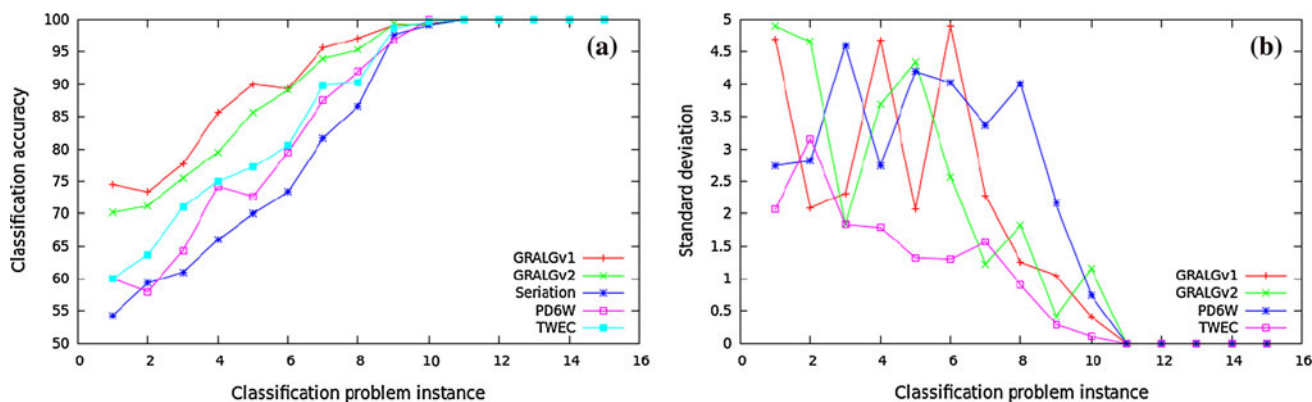 (a)
Classification accuracy
100
95
90
85
80
75
70
65
60
55
50
0 2 4 6 8 10 12 14 16
Classification problem instance
GRALGv1
GRALGv2
Seriation
PD6W
TWEC
(b)
Standard deviation
5
4.5
4
3.5
3
2.5
2
1.5
1
0.5
0
0 2 4 6 8 10 12 14 16
Classification problem instance
GRALGv1
GRALGv2
PD6W
TWEC